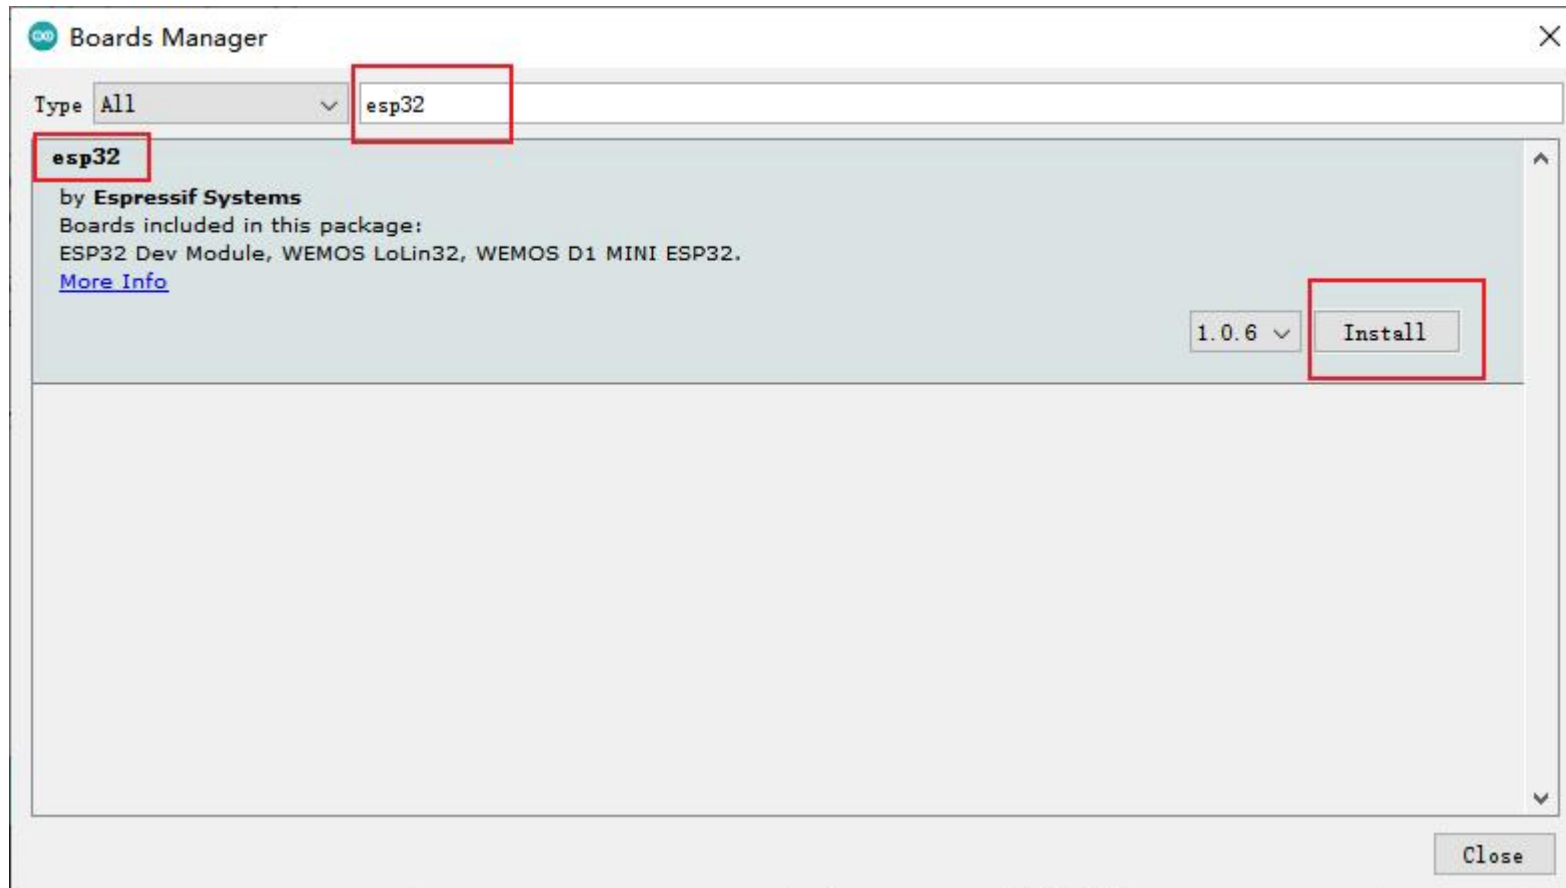 Boards Manager
Type All esp32
esp32
by Espressif Systems
Boards included in this package:
ESP32 Dev Module, WEMOS LoLin32, WEMOS D1 MINI ESP32.
More Info
1.0.6 Install
Close